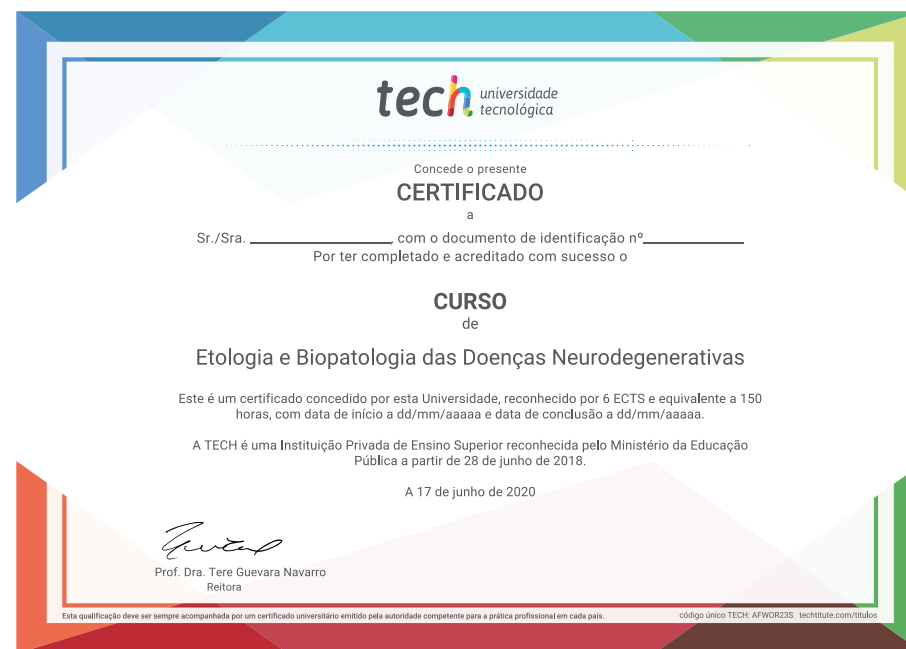 tech universidade
tecnológica
Concede o presente
CERTIFICADO
a
Sr./Sra. ________________, com o documento de identificação nº____________
Por ter completado e acreditado com sucesso o
CURSO
de
Etologia e Biopatologia das Doenças Neurodegenerativas
Este é um certificado concedido por esta Universidade, reconhecido por 6 ECTS e equivalente a 150
horas, com data de início a dd/mm/aaaaa e data de conclusão a dd/mm/aaaaa.
A TECH é uma Instituição Privada de Ensino Superior reconhecida pelo Ministério da Educação
Pública a partir de 28 de junho de 2018.
A 17 de junho de 2020
Prof. Dra. Tere Guevara Navarro
Reitora
Esta qualificação deve ser sempre acompanhada por um certificado universitário emitido pela autoridade competente para a prática profissional em cada país.
código único TECH: AFWOR23S techtitute.com/titulos